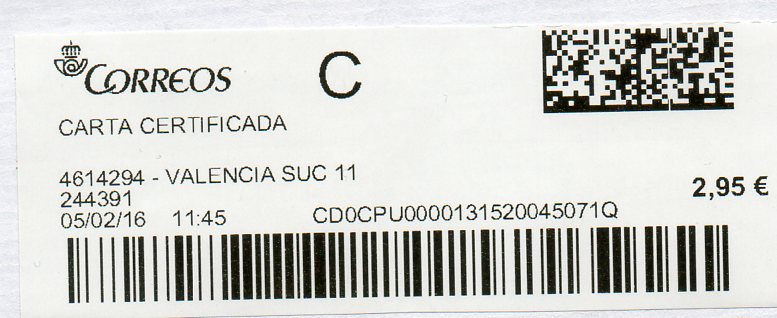 CORREOS
C
CARTA CERTIFICADA
4614294 - VALENCIA SUC 11
244391
2,95 €
05/02/16 11:45 CD0CPU0000131520045071Q